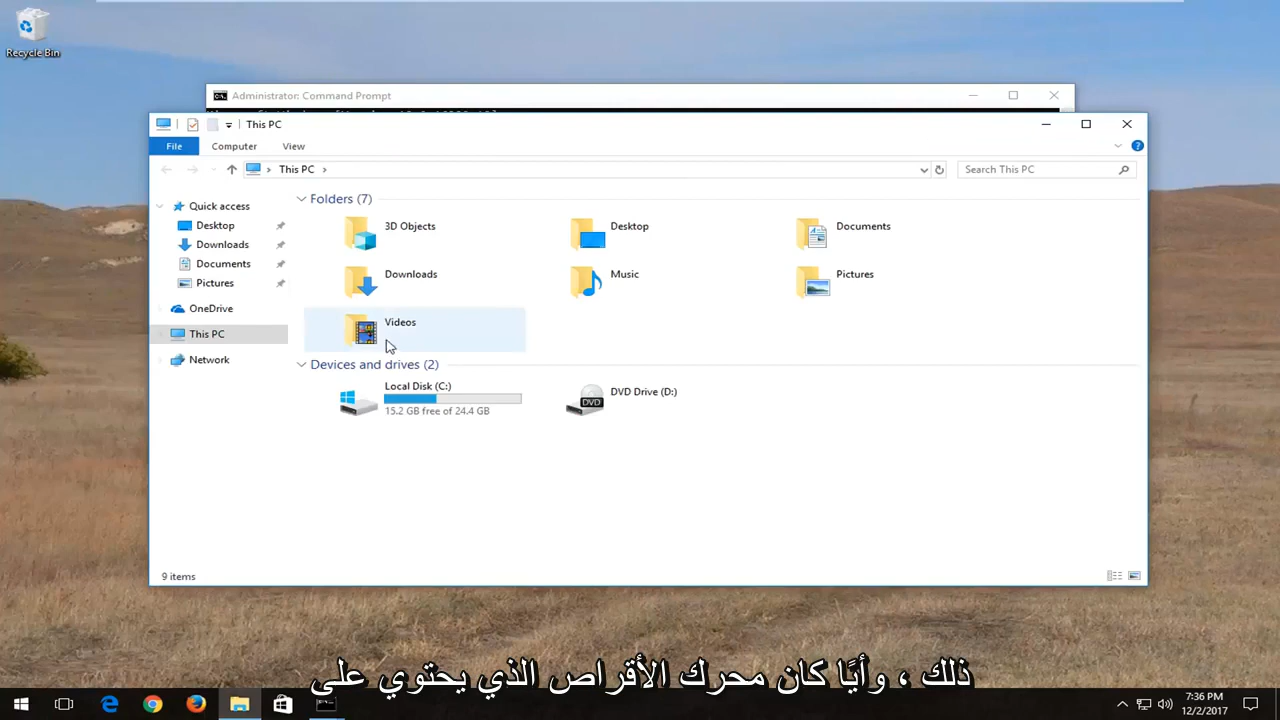 Recycle Bin
Administrator: Command Prompt
This PC
File Computer View
This PC
Search This PC
Quick access
Desktop
Downloads
Documents
Pictures
OneDrive
This PC
Network
Folders (7)
3D Objects
Desktop
Documents
Downloads
Music
Pictures
Videos
Devices and drives (2)
Local Disk (C:)
15.2 GB free of 24.4 GB
DVD
DVD Drive (D:)
9 items
ذلك ، وأيًا كان محرك الأقراص الذي يحتوي على
7:36 PM
12/2/2017